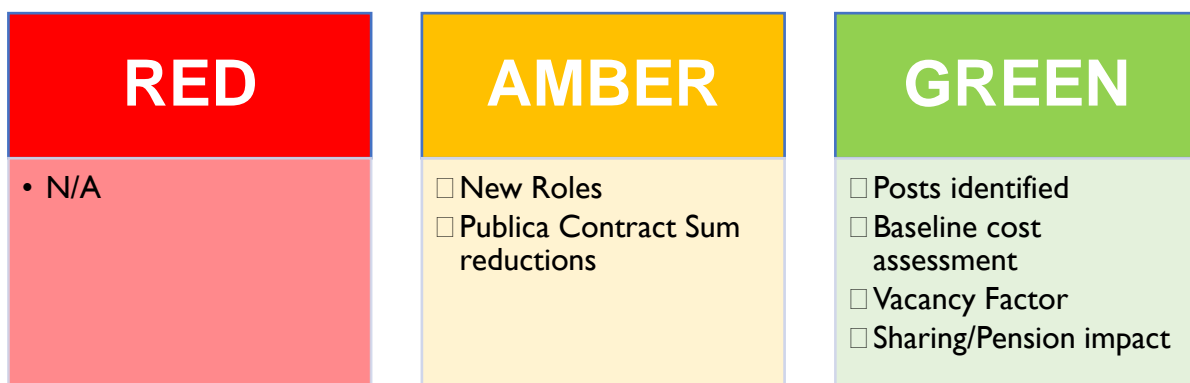 RED
• N/A
AMBER
□ New Roles
□ Publica Contract Sum
reductions
GREEN
□ Posts identified
□ Baseline cost
assessment
□ Vacancy Factor
□ Sharing/Pension impact